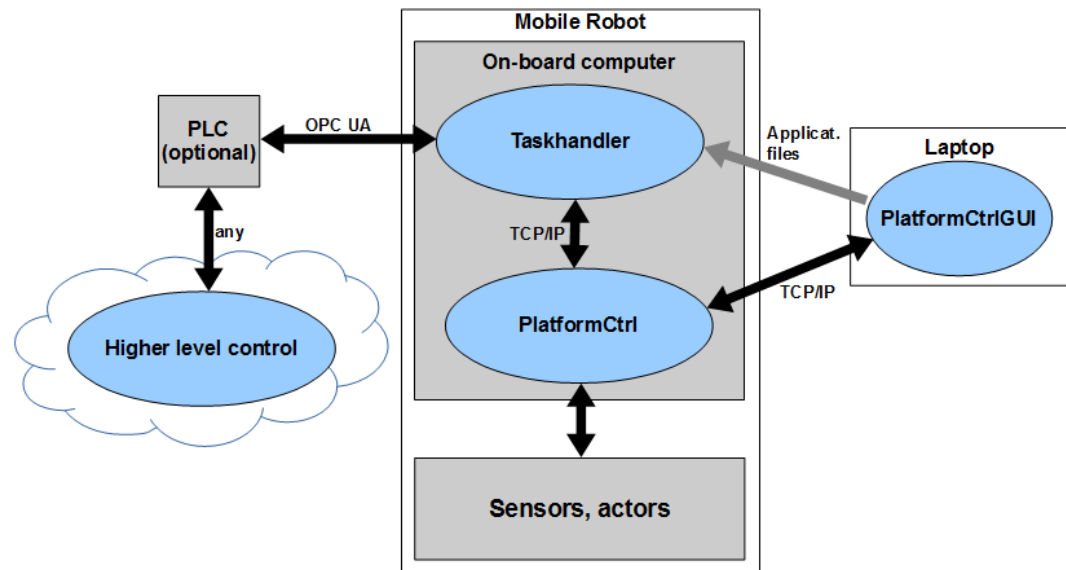 Mobile Robot
On-board computer
PLC
(optional)
OPC UA
Taskhandler
Applicat.
files
Laptop
PlatformCtrlGUI
any
TCP/IP
TCP/IP
Higher level control
PlatformCtrl
Sensors, actors